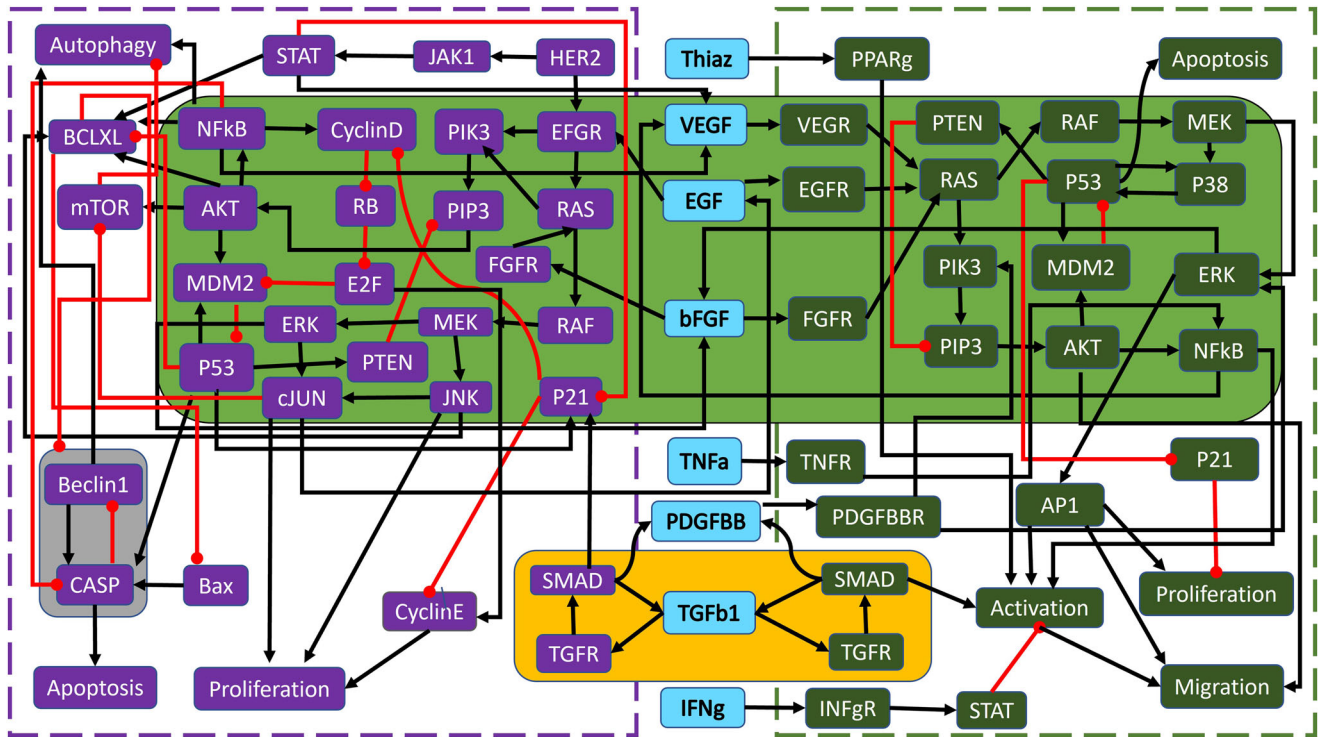 Autophagy
STAT
JAK1
HER2
Thiaz
PPARg
Apoptosis
BCLXL
NFkB
CyclinD
PIK3
EFGR
VEGF
VEGR
PTEN
RAF
MEK
mTOR
AKT
RB
PIP3
RAS
EGF
EGFR
RAS
P53
P38
MDM2
E2F
FGFR
PIK3
MDM2
ERK
ERK
MEK
RAF
bFGF
FGFR
PIP3
AKT
NFkB
P53
PTEN
cJUN
JNK
P21
Beclin1
TNFa
TNFR
P21
AP1
PDGFBB
PDGFBBR
CASP
Bax
CyclinE
SMAD
TGFb1
SMAD
Activation
Proliferation
TGFR
TGFR
Apoptosis
Proliferation
Migration
IFNg
INFgR
STAT